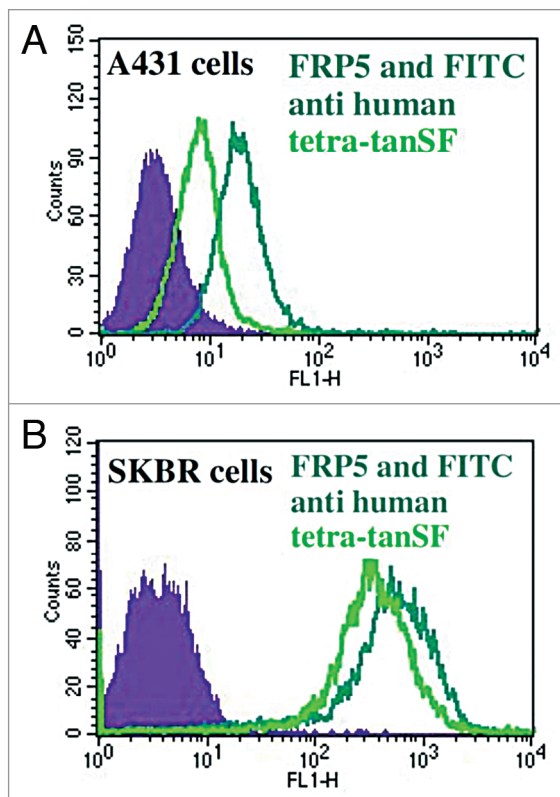 A
A431 cells
FRP5 and FITC
anti human
tetra-tanSF
Counts
150
120
90
60
30
0
10⁰ 10¹ 10² 10³ 10⁴
FL1-H
B
SKBR cells
FRP5 and FITC
anti human
tetra-tanSF
Counts
120
100
80
60
40
20
0
10⁰ 10¹ 10² 10³ 10⁴
FL1-H